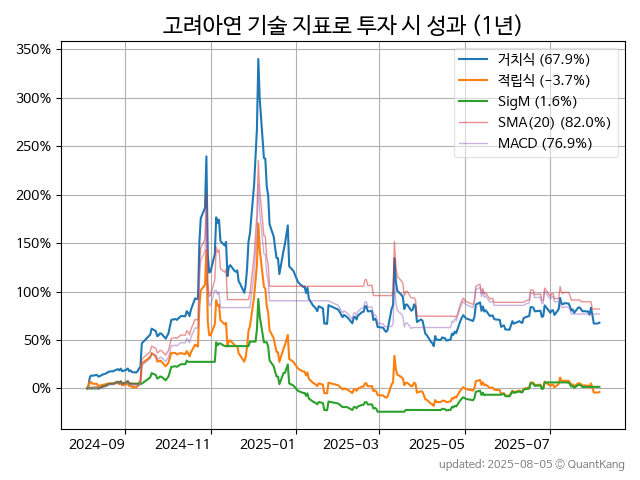 고려아연 기술 지표로 투자 시 성과 (1년)
350%
300%
250%
200%
150%
100%
50%
0%
거치식 (67.9%)
적립식 (-3.7%)
SigM (1.6%)
SMA(20) (82.0%)
MACD (76.9%)
2024-09
2024-11
2025-01
2025-03
2025-05
2025-07
updated: 2025-08-05 © QuantKang